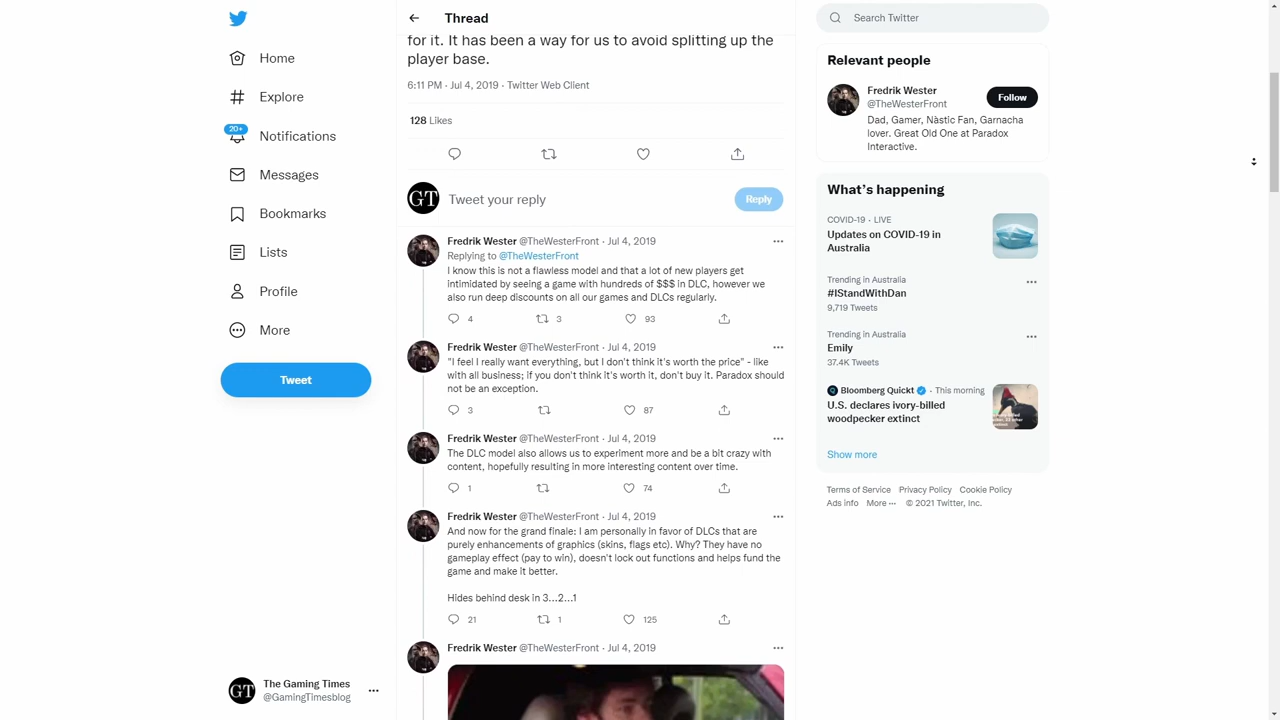 Home
Explore
20+
Notifications
Messages
Bookmarks
Lists
Profile
More
Tweet
GT
The Gaming Times
@GamingTimesblog
Thread
for it. It has been a way for us to avoid splitting up the
player base.
6:11 PM · Jul 4, 2019 · Twitter Web Client
128 Likes
GT
Tweet your reply
Reply
Fredrik Wester @TheWesterFront · Jul 4, 2019
Replying to @TheWesterFront
I know this is not a flawless model and that a lot of new players get
intimidated by seeing a game with hundreds of $$$ in DLC, however we
also run deep discounts on all our games and DLCs regularly.
4 3 93
Fredrik Wester @TheWesterFront · Jul 4, 2019
"I feel I really want everything, but I don't think it's worth the price" - like
with all business; if you don't think it's worth it, don't buy it. Paradox should
not be an exception.
3 87
Fredrik Wester @TheWesterFront · Jul 4, 2019
The DLC model also allows us to experiment more and be a bit crazy with
content, hopefully resulting in more interesting content over time.
1 74
Fredrik Wester @TheWesterFront · Jul 4, 2019
And now for the grand finale: I am personally in favor of DLCs that are
purely enhancements of graphics (skins, flags etc). Why? They have no
gameplay effect (pay to win), doesn't lock out functions and helps fund the
game and make it better.
Hides behind desk in 3...2...1
21 1 125
Fredrik Wester @TheWesterFront · Jul 4, 2019
Search Twitter
Relevant people
Fredrik Wester
@TheWesterFront
Follow
Dad, Gamer, Nàstic Fan, Garnacha
lover. Great Old One at Paradox
Interactive.
What's happening
COVID-19 · LIVE
Updates on COVID-19 in
Australia
Trending in Australia
#IStandWithDan
9,719 Tweets
Trending in Australia
Emily
37.4K Tweets
Bloomberg Quickt · This morning
U.S. declares ivory-billed
woodpecker extinct
Show more
Terms of Service Privacy Policy Cookie Policy
Ads info More ··· © 2021 Twitter, Inc.